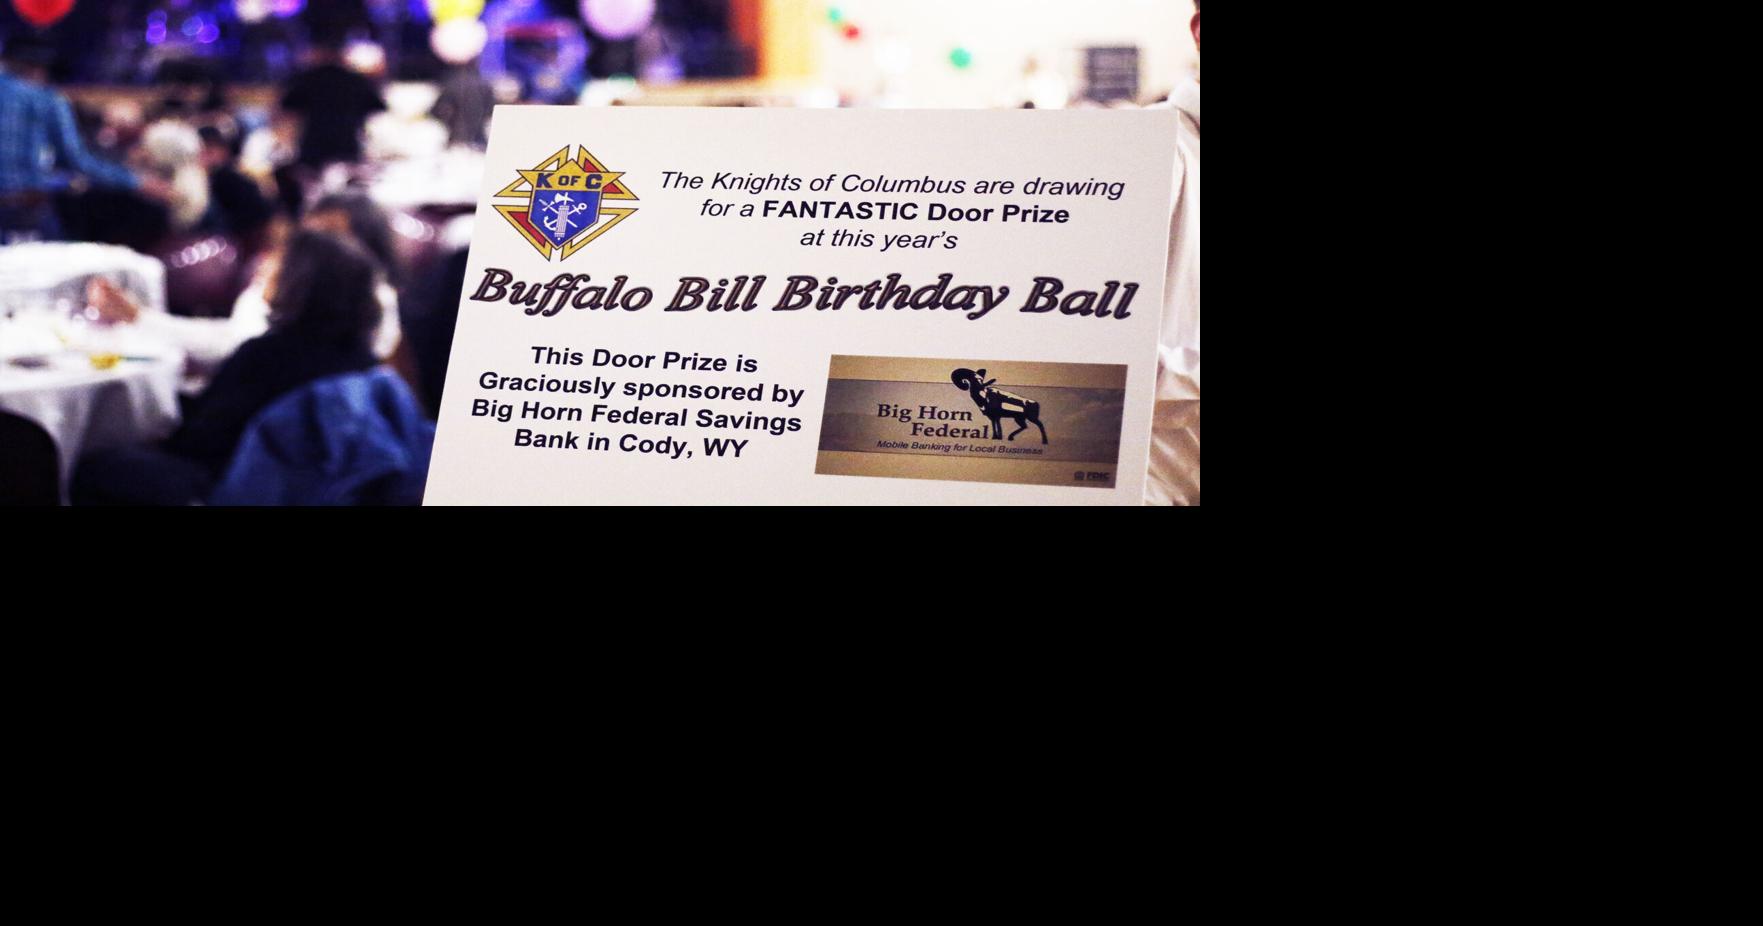 K OF C
The Knights of Columbus are drawing
for a FANTASTIC Door Prize
at this year's
Buffalo Bill Birthday Ball
This Door Prize is
Graciously sponsored by
Big Horn Federal Savings
Bank in Cody, WY
Big Horn
Federal
Mobile Banking for Local Business
FDIC